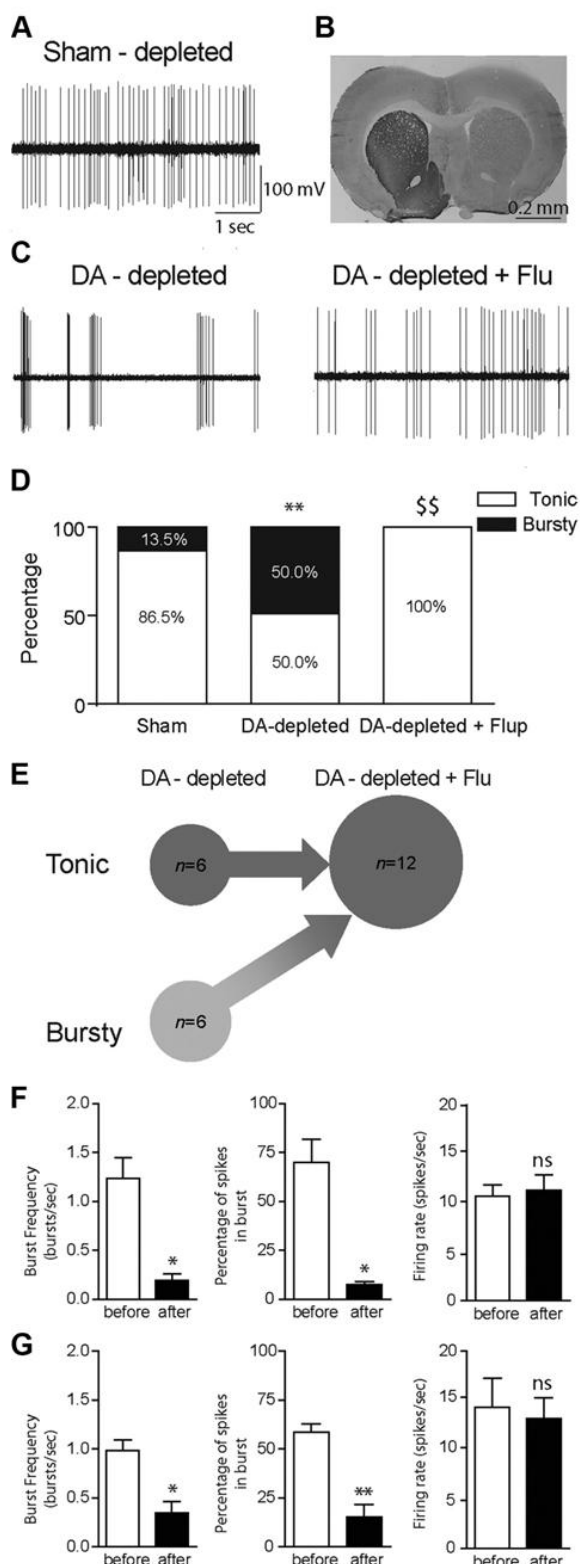 A
Sham - depleted
100 mV
1 sec
B
0.2 mm
C
DA - depleted
DA - depleted + Flu
D
**
$$
Tonic
Bursty
Percentage
100
50
0
13.5%
86.5%
50.0%
50.0%
100%
Sham
DA-depleted
DA-depleted + Flup
E
DA - depleted
DA - depleted + Flu
Tonic
n=6
n=12
Bursty
n=6
F
Burst Frequency
(bursts/sec)
2.0
1.5
1.0
0.5
0.0
*
before
after
Percentage of spikes
in burst
100
75
50
25
0
*
before
after
Firing rate (spikes/sec)
20
15
10
5
0
ns
before
after
G
Burst Frequency
(bursts/sec)
2.0
1.5
1.0
0.5
0.0
*
before
after
Percentage of spikes
in burst
100
75
50
25
0
**
before
after
Firing rate (spikes/sec)
20
15
10
5
0
ns
before
after